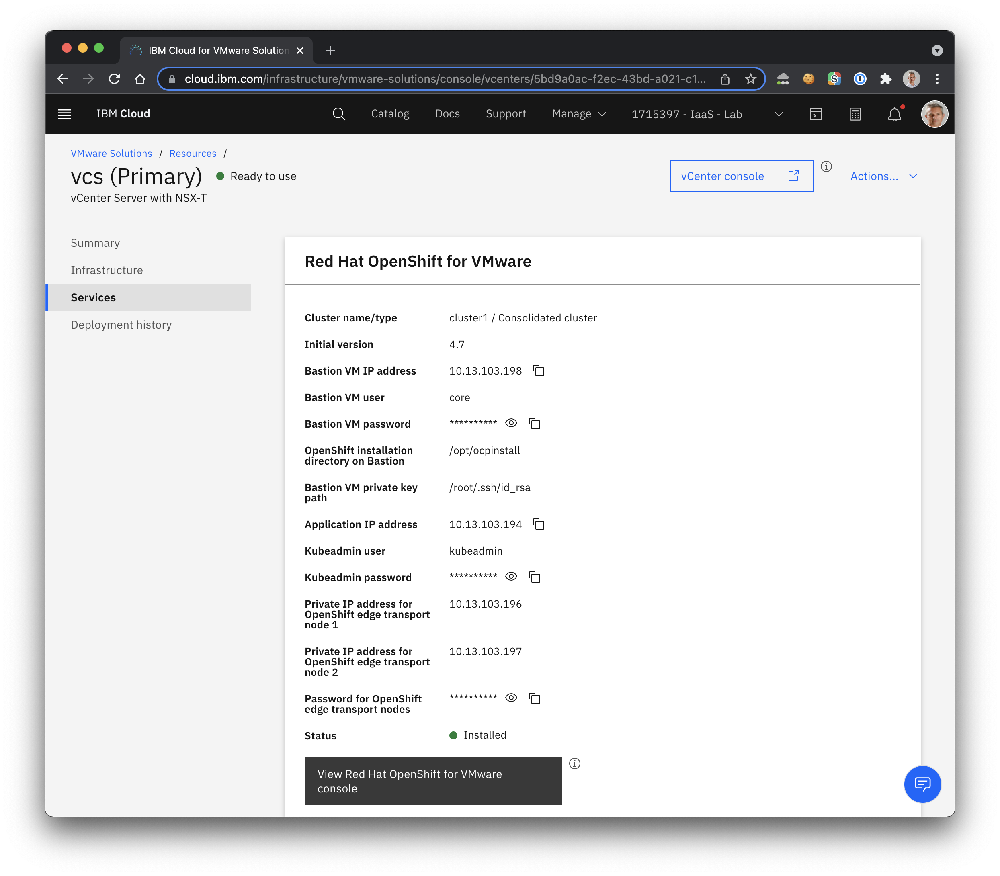 IBM Cloud for VMware Solution
cloud.ibm.com/infrastructure/vmware-solutions/console/vcenters/5bd9a0ac-f2ec-43bd-a021-c1...
IBM Cloud
Catalog
Docs
Support
Manage
1715397 - IaaS - Lab
VMware Solutions / Resources /
vcs (Primary)
Ready to use
vCenter console
Actions...
vCenter Server with NSX-T
Summary
Infrastructure
Services
Deployment history
Red Hat OpenShift for VMware
Cluster name/type
cluster1 / Consolidated cluster
Initial version
4.7
Bastion VM IP address
10.13.103.198
Bastion VM user
core
Bastion VM password
**********
OpenShift installation
directory on Bastion
/opt/ocpinstall
Bastion VM private key
path
/root/.ssh/id_rsa
Application IP address
10.13.103.194
Kubeadmin user
kubeadmin
Kubeadmin password
**********
Private IP address for
OpenShift edge transport
node 1
10.13.103.196
Private IP address for
OpenShift edge transport
node 2
10.13.103.197
Password for OpenShift
edge transport nodes
**********
Status
Installed
View Red Hat OpenShift for VMware
console